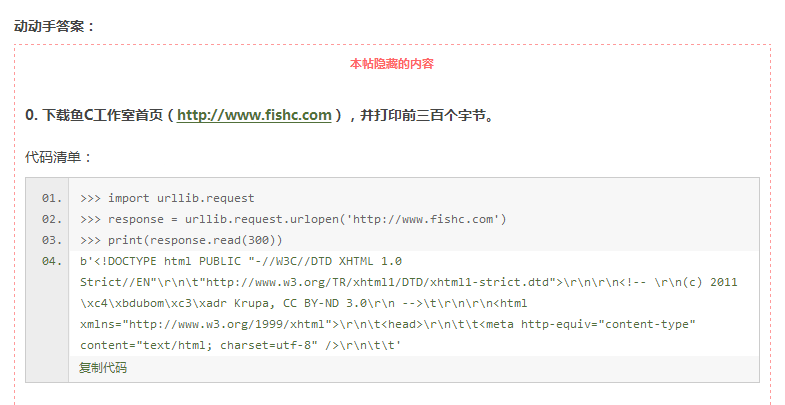 动动手答案：
本帖隐藏的内容
0. 下载鱼C工作室首页（http://www.fishc.com），并打印前三百个字节。
代码清单：
01. >>> import urllib.request
02. >>> response = urllib.request.urlopen('http://www.fishc.com')
03. >>> print(response.read(300))
04. b'<!DOCTYPE html PUBLIC "-//W3C//DTD XHTML 1.0
Strict//EN"\r\n\t"http://www.w3.org/TR/xhtml1/DTD/xhtml1-strict.dtd">\r\n\r\n<!-- \r\n(c) 2011
\xc4\xbdubom\xc3\xadr Krupa, CC BY-ND 3.0\r\n -->\t\r\n\r\n<html
xmlns="http://www.w3.org/1999/xhtml">\r\n\t<head>\r\n\t\t<meta http-equiv="content-type"
content="text/html; charset=utf-8" />\r\n\t\t'
复制代码